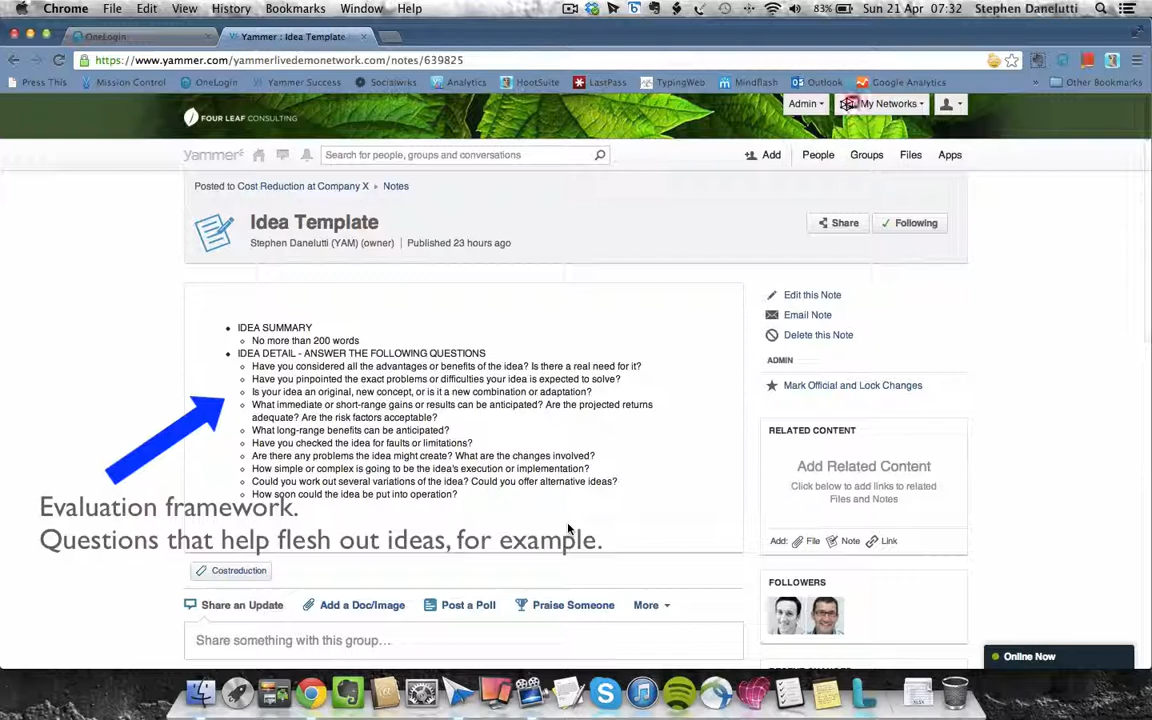 Chrome File Edit View History Bookmarks Window Help 83% Sun 21 Apr 07:32 Stephen Danelutti
OneLogin
Yammer : Idea Template
https://www.yammer.com/yammerlivedemonetwork.com/notes/639825
Press This Mission Control OneLogin Yammer Success Socialwrks Analytics HootSuite LastPass TypingWeb Mindflash Outlook Google Analytics » Other Bookmarks
FOUR LEAF CONSULTING
Admin My Networks
yammer
Search for people, groups and conversations
Add People Groups Files Apps
Posted to Cost Reduction at Company X Notes
Idea Template
Stephen Danelutti (YAM) (owner) | Published 23 hours ago
Share Following
IDEA SUMMARY
No more than 200 words
IDEA DETAIL - ANSWER THE FOLLOWING QUESTIONS
Have you considered all the advantages or benefits of the idea? Is there a real need for it?
Have you pinpointed the exact problems or difficulties your idea is expected to solve?
Is your idea an original, new concept, or is it a new combination or adaptation?
What immediate or short-range gains or results can be anticipated? Are the projected returns
adequate? Are the risk factors acceptable?
What long-range benefits can be anticipated?
Have you checked the idea for faults or limitations?
Are there any problems the idea might create? What are the changes involved?
How simple or complex is going to be the idea's execution or implementation?
Could you work out several variations of the idea? Could you offer alternative ideas?
How soon could the idea be put into operation?
Evaluation framework.
Questions that help flesh out ideas, for example.
Costreduction
Share an Update Add a Doc/Image Post a Poll Praise Someone More
Share something with this group…
Edit this Note
Email Note
Delete this Note
ADMIN
Mark Official and Lock Changes
RELATED CONTENT
Add Related Content
Click below to add links to related
Files and Notes
Add: File Note Link
FOLLOWERS
Online Now